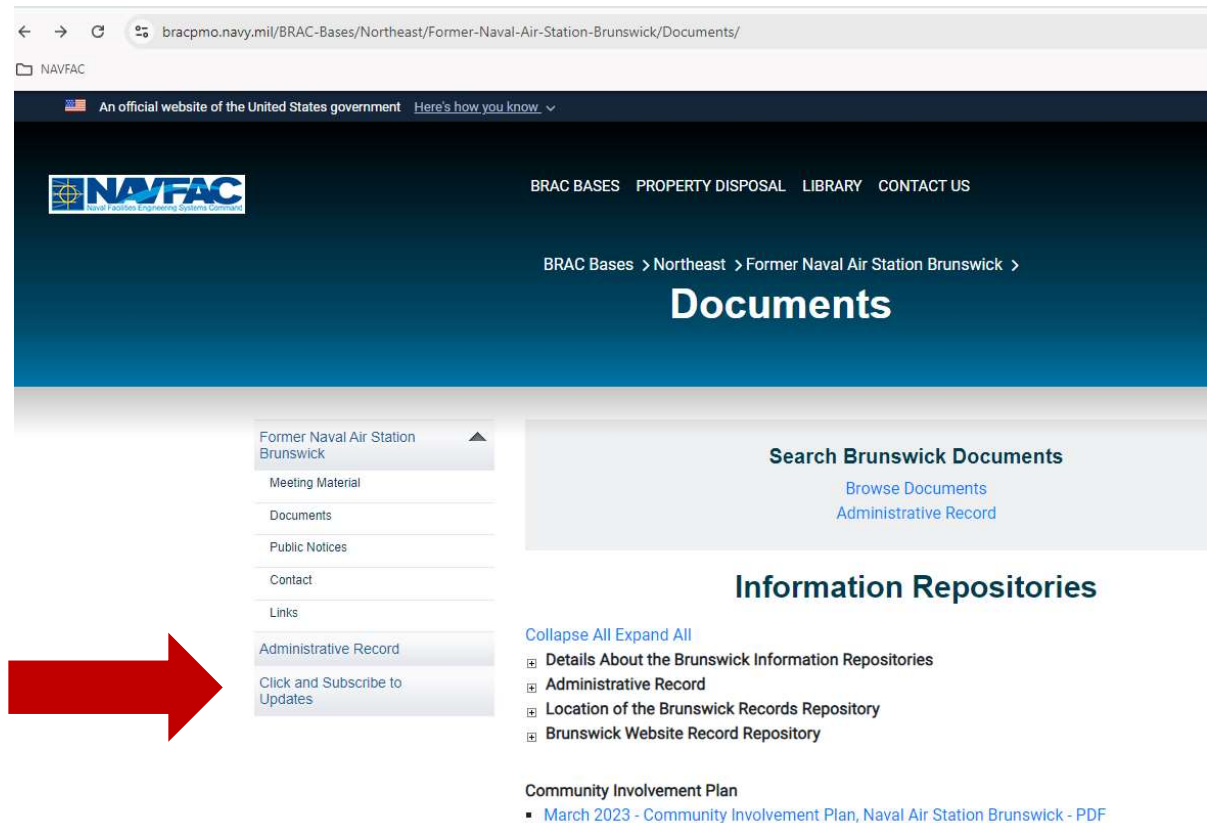 bracpmo.navy.mil/BRAC-Bases/Northeast/Former-Naval-Air-Station-Brunswick/Documents/
NAVFAC
An official website of the United States government Here's how you know
NAVFAC
Naval Facilities Engineering Systems Command
BRAC BASES PROPERTY DISPOSAL LIBRARY CONTACT US
BRAC Bases > Northeast > Former Naval Air Station Brunswick >
Documents
Former Naval Air Station
Brunswick
Meeting Material
Documents
Public Notices
Contact
Links
Administrative Record
Click and Subscribe to
Updates
Search Brunswick Documents
Browse Documents
Administrative Record
Information Repositories
Collapse All Expand All
Details About the Brunswick Information Repositories
Administrative Record
Location of the Brunswick Records Repository
Brunswick Website Record Repository
Community Involvement Plan
▪ March 2023 - Community Involvement Plan, Naval Air Station Brunswick - PDF